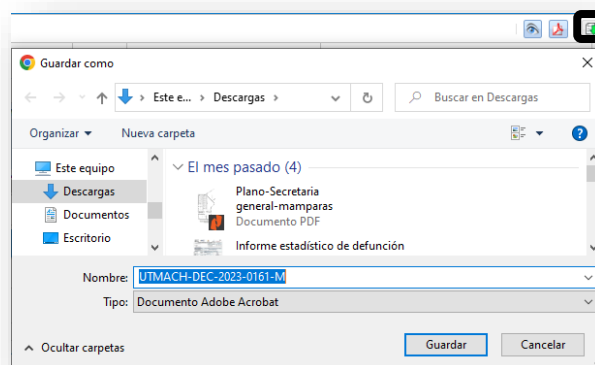 Guardar como
Este e... > Descargas >
Buscar en Descargas
Organizar
Nueva carpeta
Este equipo
Descargas
Documentos
Escritorio
El mes pasado (4)
Plano-Secretaria
general-mamparas
Documento PDF
Informe estadístico de defunción
Nombre: UTMACH-DEC-2023-0161-M
Tipo: Documento Adobe Acrobat
Ocultar carpetas
Guardar
Cancelar